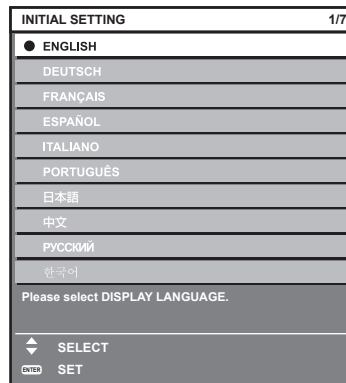 INITIAL SETTING 1/7
ENGLISH
DEUTSCH
FRANÇAIS
ESPAÑOL
ITALIANO
PORTUGUÊS
日本語
中文
РУССКИЙ
한국어
Please select DISPLAY LANGUAGE.
SELECT
ENTER SET